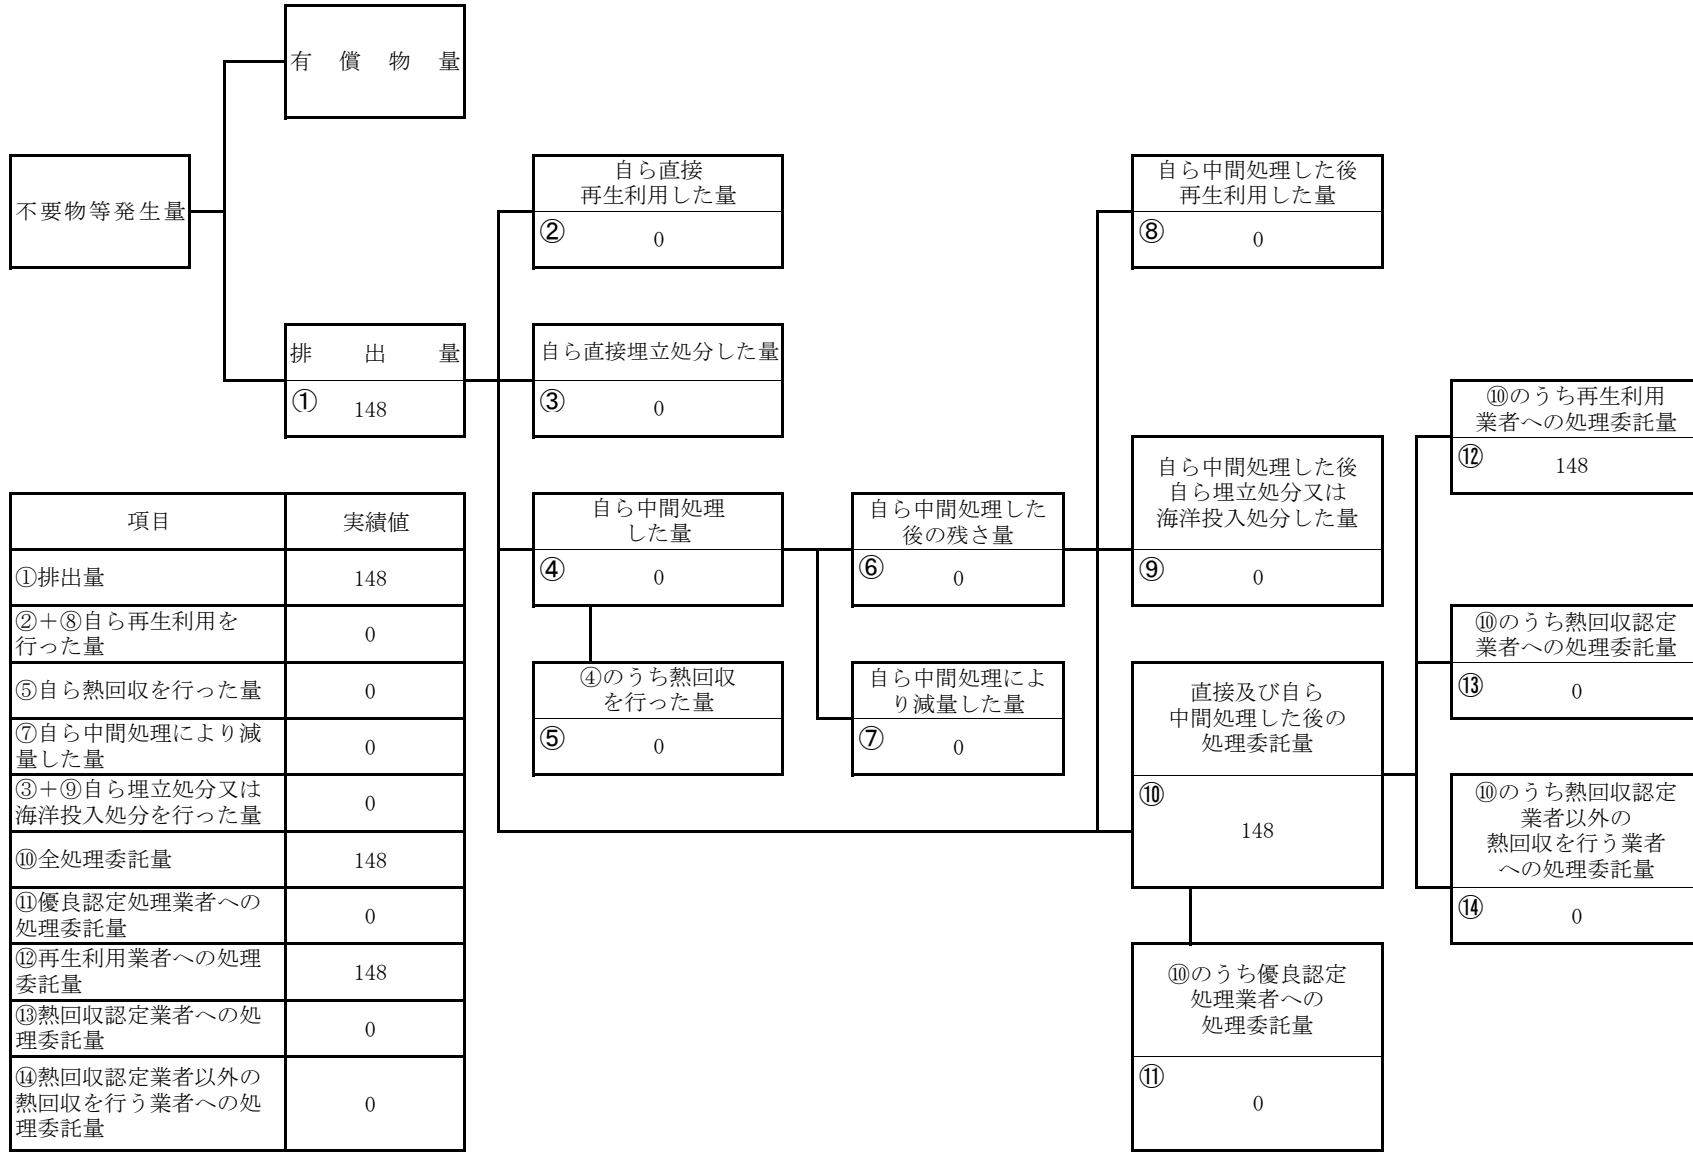 有償物量
不要物等発生量
排出量
① 148
自ら直接
再生利用した量
② 0
自ら直接埋立処分した量
③ 0
自ら中間処理
した量
④ 0
④のうち熱回収
を行った量
⑤ 0
自ら中間処理した
後の残さ量
⑥ 0
自ら中間処理によ
り減量した量
⑦ 0
自ら中間処理した後
再生利用した量
⑧ 0
自ら中間処理した後
自ら埋立処分又は
海洋投入処分した量
⑨ 0
直接及び自ら
中間処理した後の
処理委託量
⑩
148
⑩のうち優良認定
処理業者への
処理委託量
⑪
0
⑩のうち再生利用
業者への処理委託量
⑫ 148
⑩のうち熱回収認定
業者への処理委託量
⑬ 0
⑩のうち熱回収認定
業者以外の
熱回収を行う業者
への処理委託量
⑭ 0
項目 実績値
①排出量 148
②＋⑧自ら再生利用を
行った量 0
⑤自ら熱回収を行った量 0
⑦自ら中間処理により減
量した量 0
③＋⑨自ら埋立処分又は
海洋投入処分を行った量 0
⑩全処理委託量 148
⑪優良認定処理業者への
処理委託量 0
⑫再生利用業者への処理
委託量 148
⑬熱回収認定業者への処
理委託量 0
⑭熱回収認定業者以外の
熱回収を行う業者への処 0
理委託量